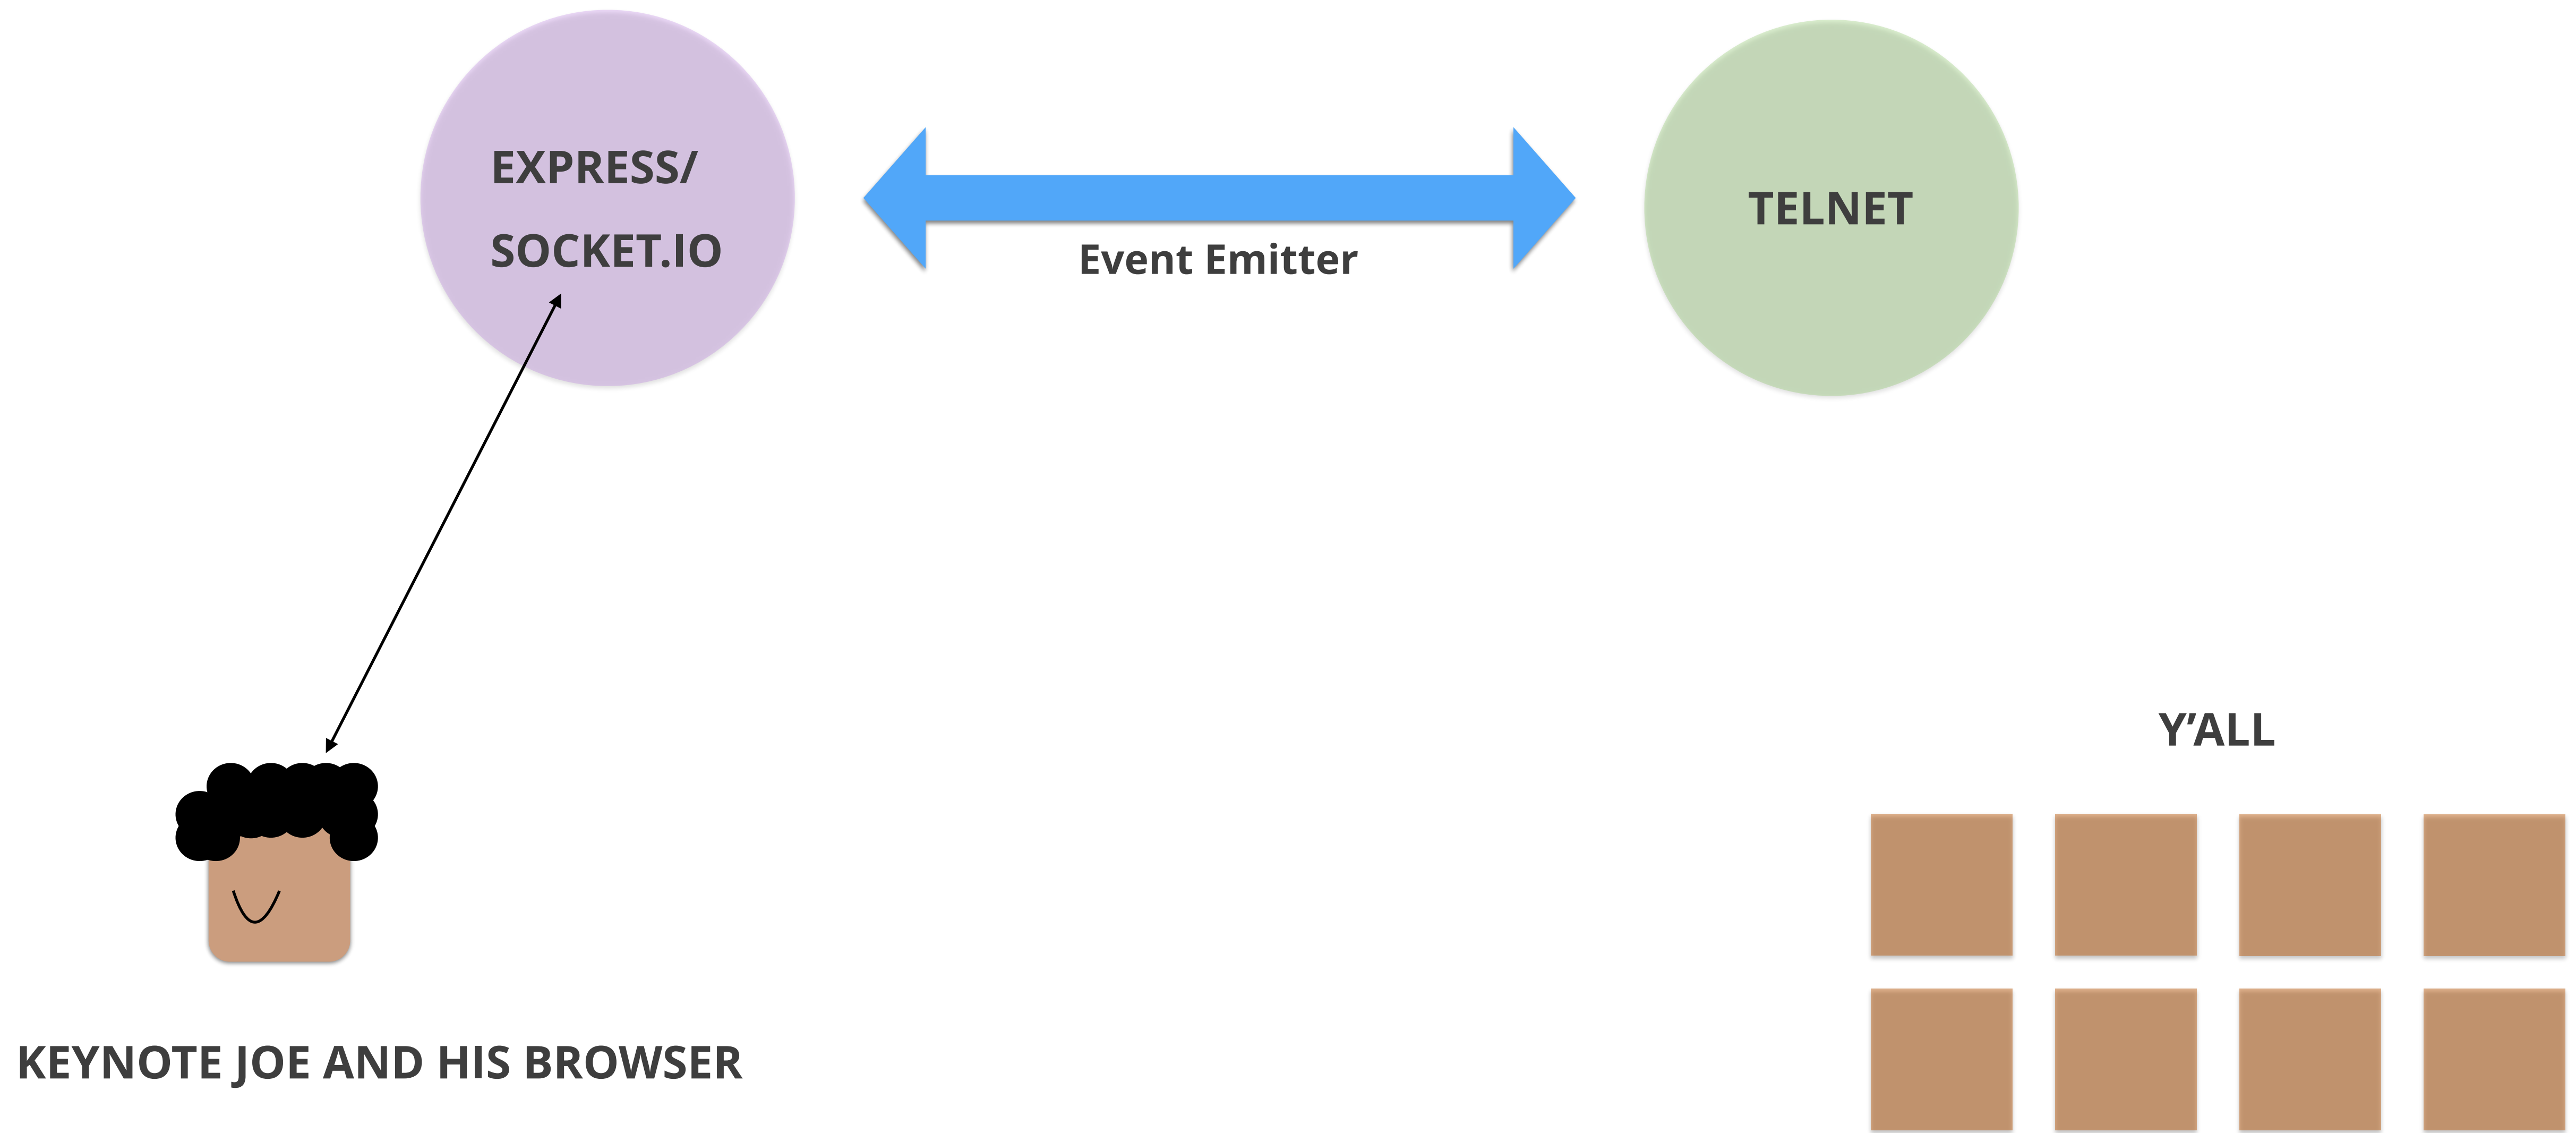 EXPRESS/
SOCKET.IO
Event Emitter
TELNET
Y’ALL
KEYNOTE JOE AND HIS BROWSER